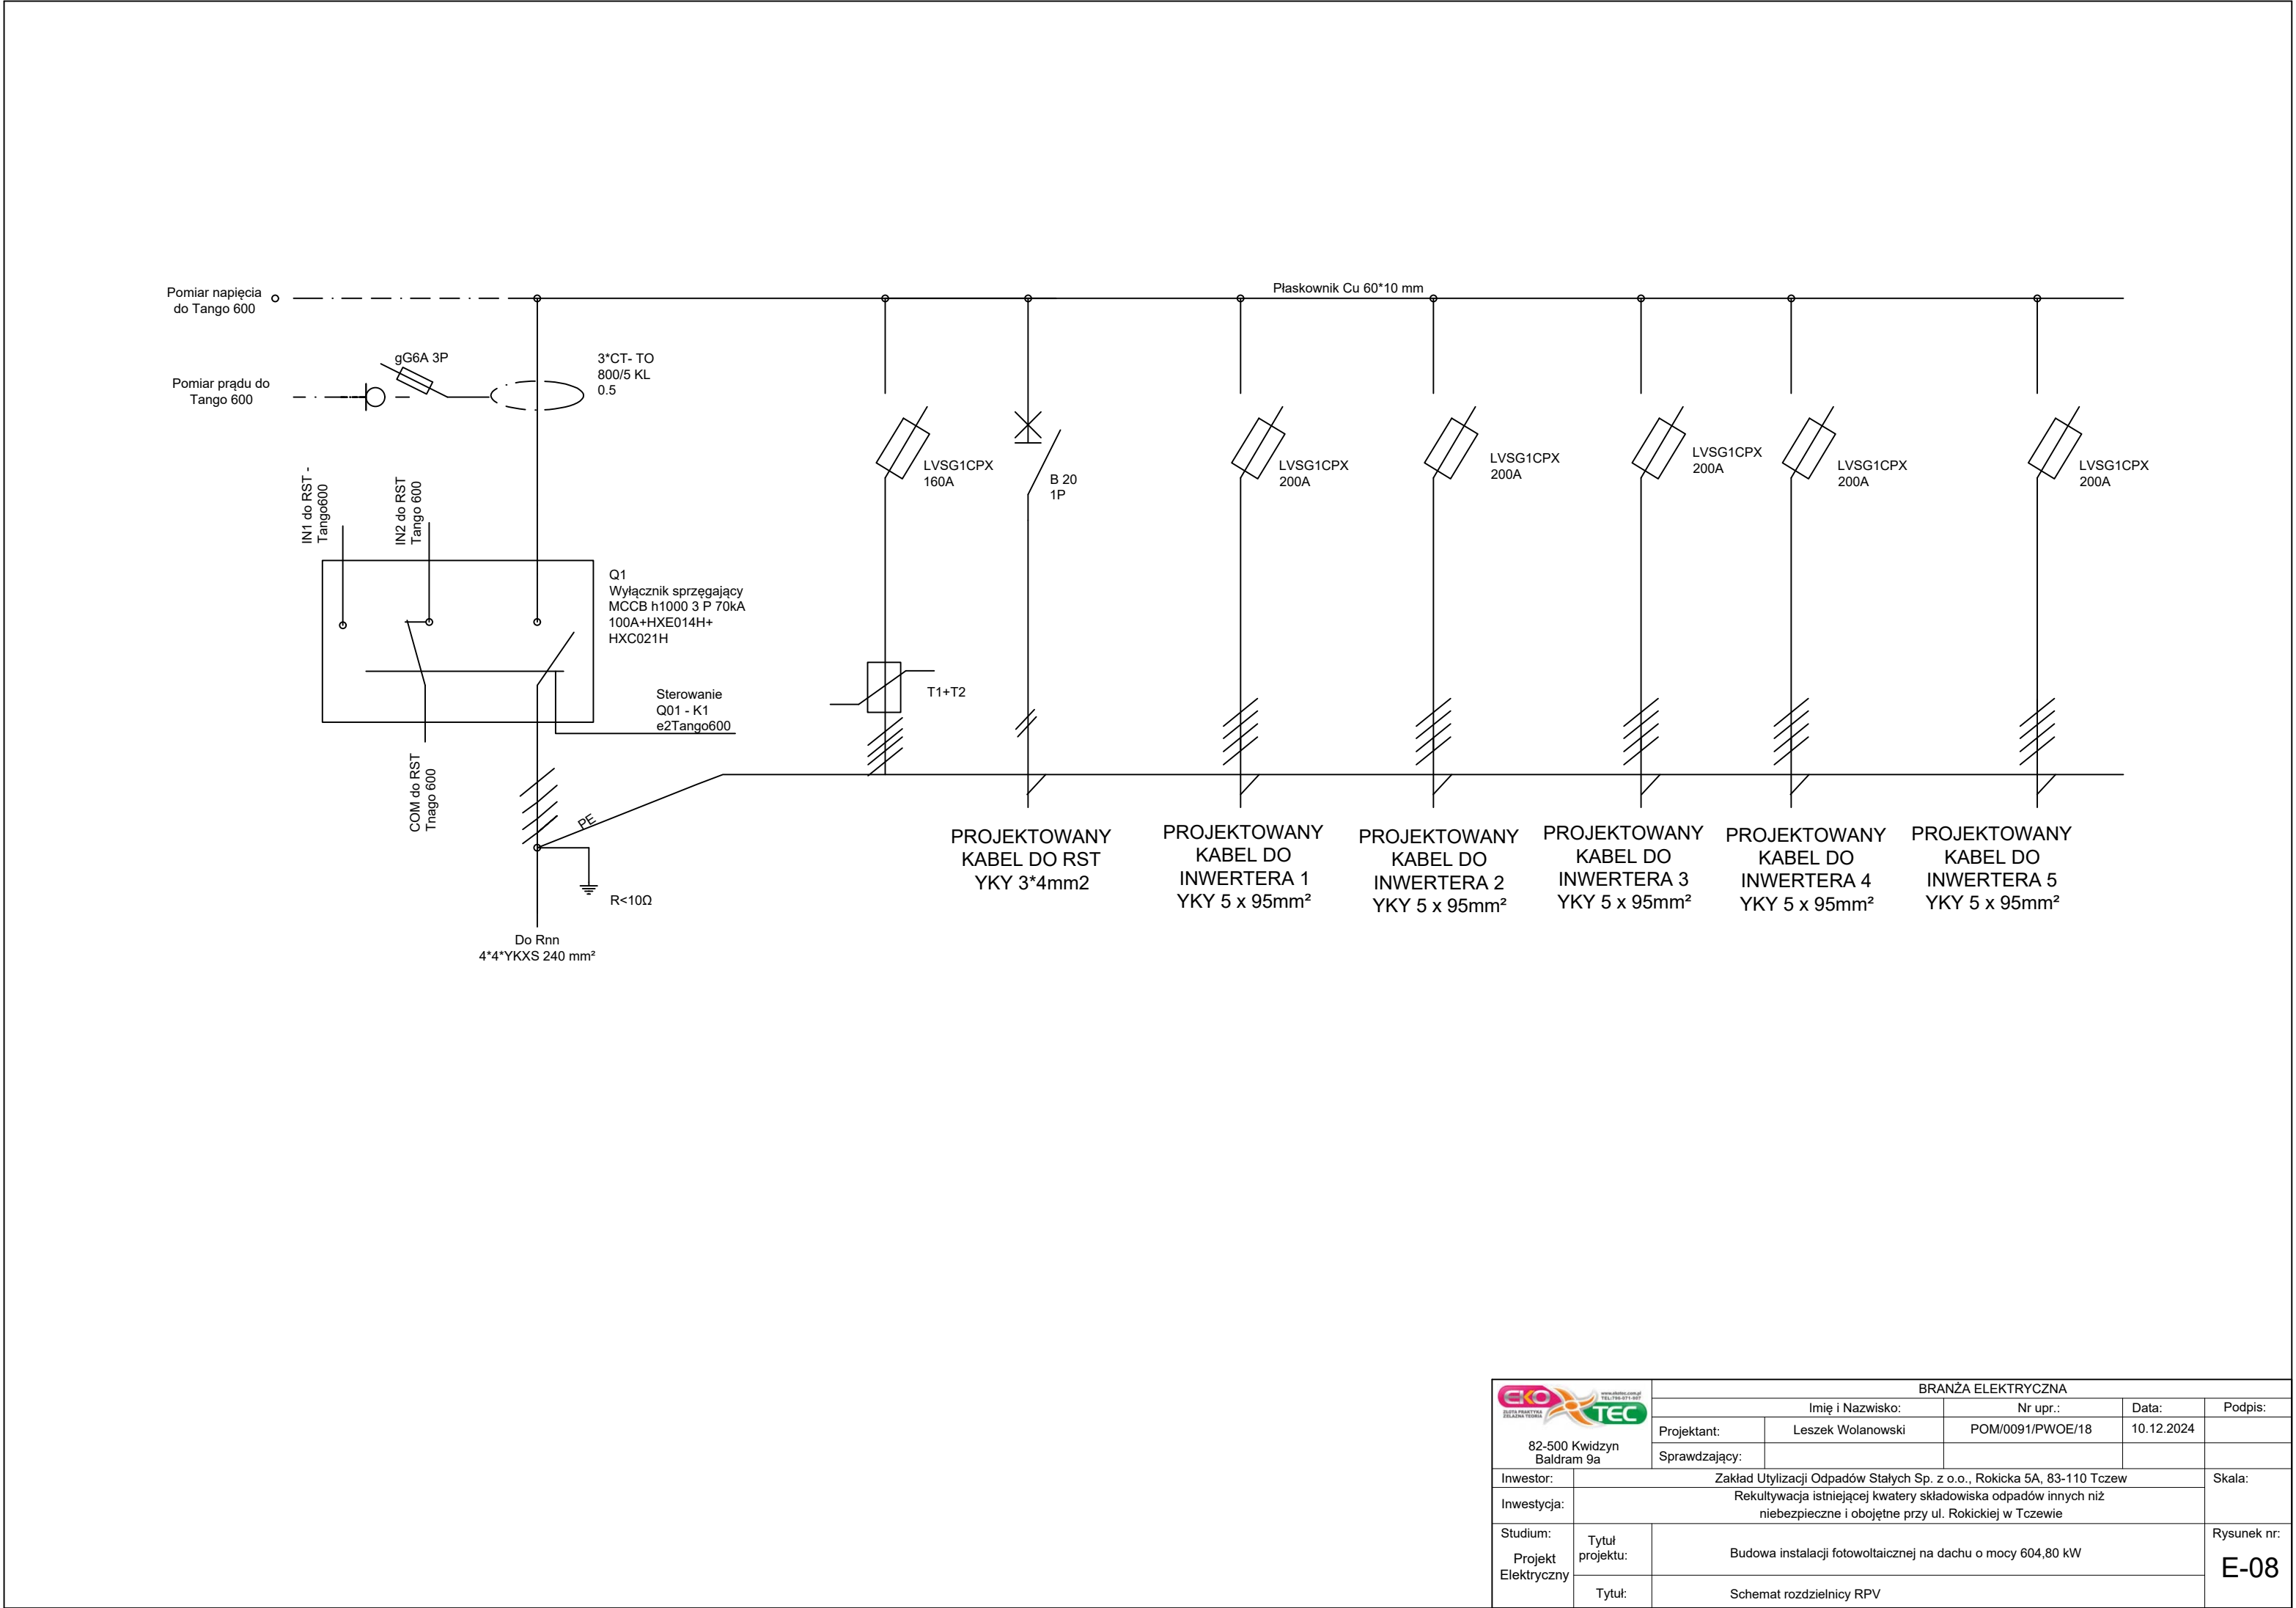 Pomiar napięcia
do Tango 600
Płaskownik Cu 60*10 mm
gG6A 3P
3*CT- TO
800/5 KL
0.5
Pomiar prądu do
Tango 600
IN1 do RST -
Tango600
IN2 do RST
Tango 600
LVSG1CPX
160A
B 20
1P
LVSG1CPX
200A
LVSG1CPX
200A
LVSG1CPX
200A
LVSG1CPX
200A
LVSG1CPX
200A
Q1
Wyłącznik sprzęgający
MCCB h1000 3 P 70kA
100A+HXE014H+
HXC021H
Sterowanie
Q01 - K1
e2Tango600
T1+T2
COM do RST
Tnago 600
PE
R<10Ω
Do Rnn
4*4*YKXS 240 mm²
PROJEKTOWANY
KABEL DO RST
YKY 3*4mm2
PROJEKTOWANY
KABEL DO
INWERTERA 1
YKY 5 x 95mm²
PROJEKTOWANY
KABEL DO
INWERTERA 2
YKY 5 x 95mm²
PROJEKTOWANY
KABEL DO
INWERTERA 3
YKY 5 x 95mm²
PROJEKTOWANY
KABEL DO
INWERTERA 4
YKY 5 x 95mm²
PROJEKTOWANY
KABEL DO
INWERTERA 5
YKY 5 x 95mm²
EKO
TEC
www.ekotec.com.pl
ZŁOTA PRAKTYKA
ŻELAZNA TEORIA
82-500 Kwidzyn
Baldram 9a
BRANŻA ELEKTRYCZNA
Imię i Nazwisko:
Nr upr.:
Data:
Podpis:
Projektant:
Leszek Wolanowski
POM/0091/PWOE/18
10.12.2024
Sprawdzający:
Inwestor:
Zakład Utylizacji Odpadów Stałych Sp. z o.o., Rokicka 5A, 83-110 Tczew
Skala:
Inwestycja:
Rekultywacja istniejącej kwatery składowiska odpadów innych niż
niebezpieczne i obojętne przy ul. Rokickiej w Tczewie
Studium:
Projekt
Elektryczny
Tytuł
projektu:
Budowa instalacji fotowoltaicznej na dachu o mocy 604,80 kW
Rysunek nr:
E-08
Tytuł:
Schemat rozdzielnicy RPV